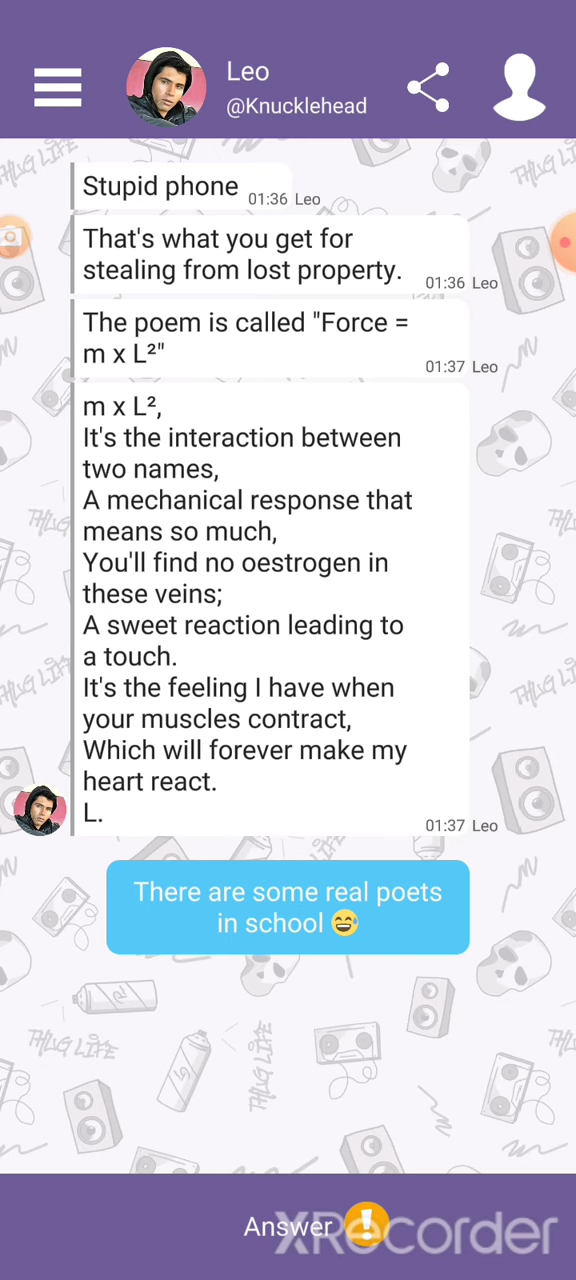 Leo
@Knucklehead
Stupid phone
01:36 Leo
That's what you get for
stealing from lost property.
01:36 Leo
The poem is called "Force =
m x L²"
01:37 Leo
m x L²,
It's the interaction between
two names,
A mechanical response that
means so much,
You'll find no oestrogen in
these veins;
A sweet reaction leading to
a touch.
It's the feeling I have when
your muscles contract,
Which will forever make my
heart react.
L.
01:37 Leo
There are some real poets
in school 😅
Answer
XRecorder
THUG LIFE